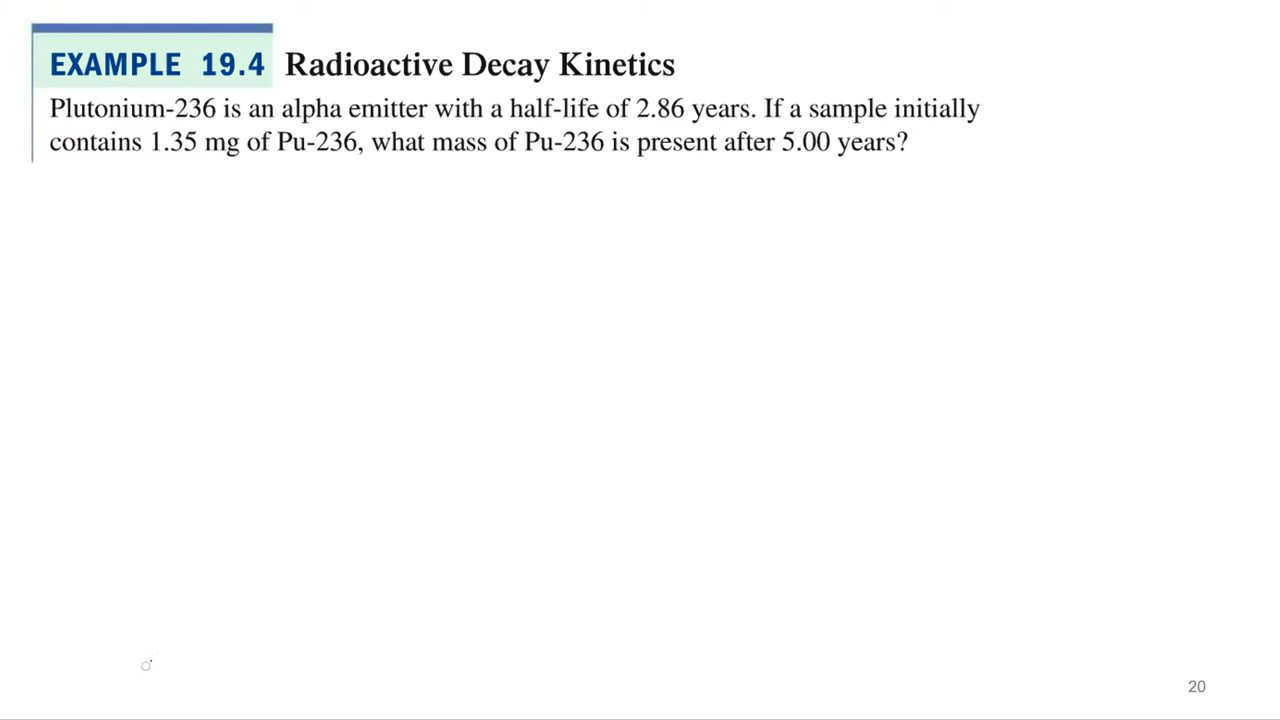 EXAMPLE 19.4 Radioactive Decay Kinetics
Plutonium-236 is an alpha emitter with a half-life of 2.86 years. If a sample initially
contains 1.35 mg of Pu-236, what mass of Pu-236 is present after 5.00 years?
20